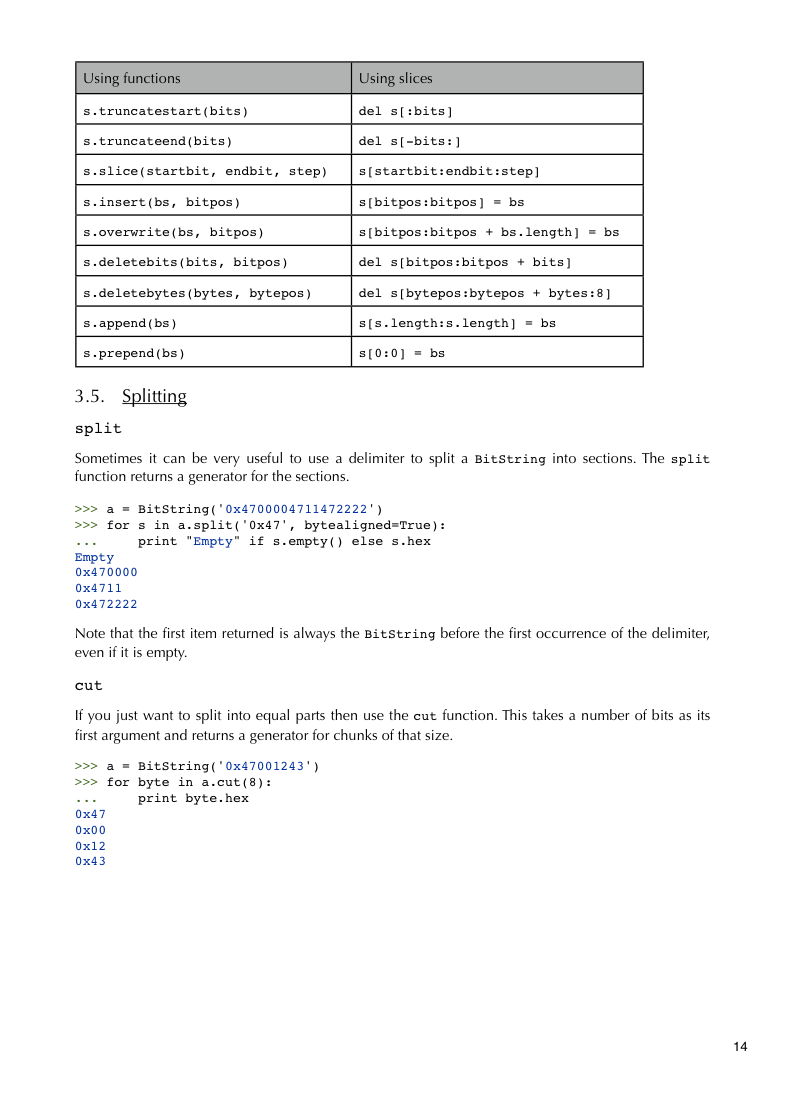 Using functions Using slices
s.truncatestart(bits) del s[:bits]
s.truncateend(bits) del s[-bits:]
s.slice(startbit, endbit, step) s[startbit:endbit:step]
s.insert(bs, bitpos) s[bitpos:bitpos] = bs
s.overwrite(bs, bitpos) s[bitpos:bitpos + bs.length] = bs
s.deletebits(bits, bitpos) del s[bitpos:bitpos + bits]
s.deletebytes(bytes, bytepos) del s[bytepos:bytepos + bytes:8]
s.append(bs) s[s.length:s.length] = bs
s.prepend(bs) s[0:0] = bs
3.5. Splitting
split
Sometimes it can be very useful to use a delimiter to split a BitString into sections. The split
function returns a generator for the sections.
>>> a = BitString('0x4700004711472222')
>>> for s in a.split('0x47', bytealigned=True):
...     print "Empty" if s.empty() else s.hex
Empty
0x470000
0x4711
0x472222
Note that the first item returned is always the BitString before the first occurrence of the delimiter,
even if it is empty.
cut
If you just want to split into equal parts then use the cut function. This takes a number of bits as its
first argument and returns a generator for chunks of that size.
>>> a = BitString('0x47001243')
>>> for byte in a.cut(8):
...     print byte.hex
0x47
0x00
0x12
0x43
14